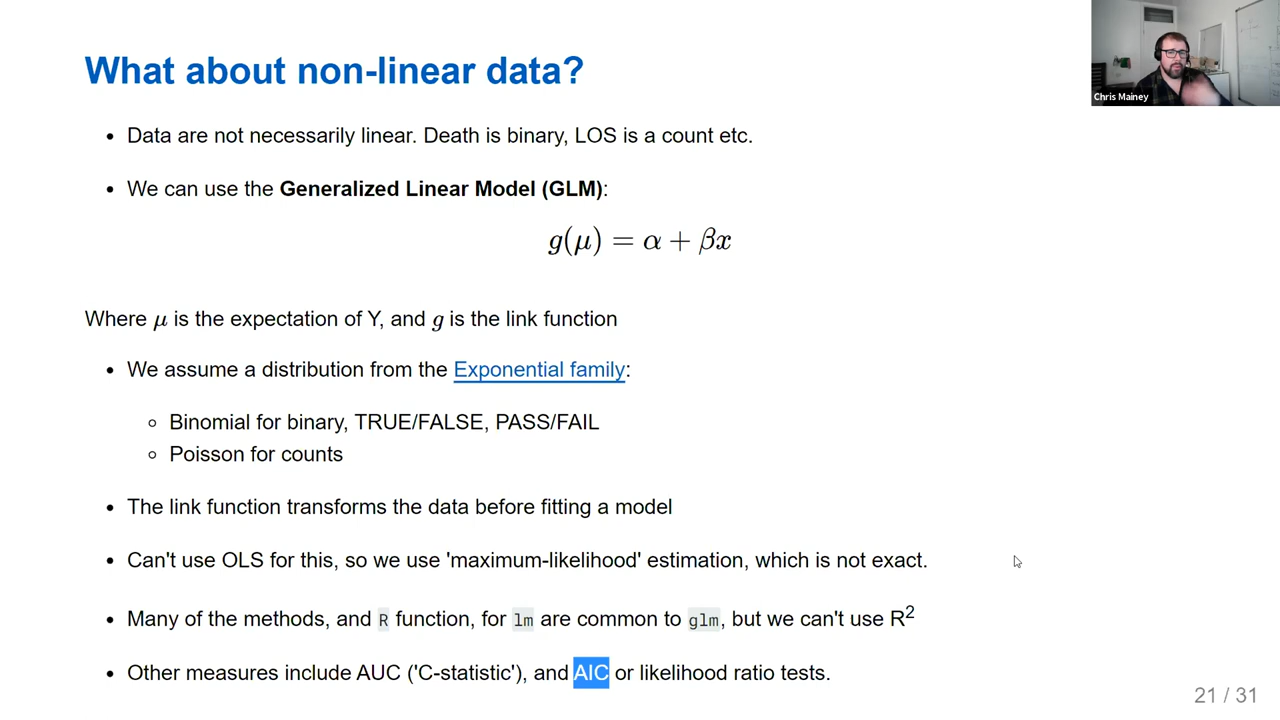 What about non-linear data?
Chris Mainey
• Data are not necessarily linear. Death is binary, LOS is a count etc.
• We can use the Generalized Linear Model (GLM):
g(μ) = α + βx
Where μ is the expectation of Y, and g is the link function
• We assume a distribution from the Exponential family:
◦ Binomial for binary, TRUE/FALSE, PASS/FAIL
◦ Poisson for counts
• The link function transforms the data before fitting a model
• Can't use OLS for this, so we use 'maximum-likelihood' estimation, which is not exact.
• Many of the methods, and R function, for lm are common to glm, but we can't use R²
• Other measures include AUC ('C-statistic'), and AIC or likelihood ratio tests.
21 / 31